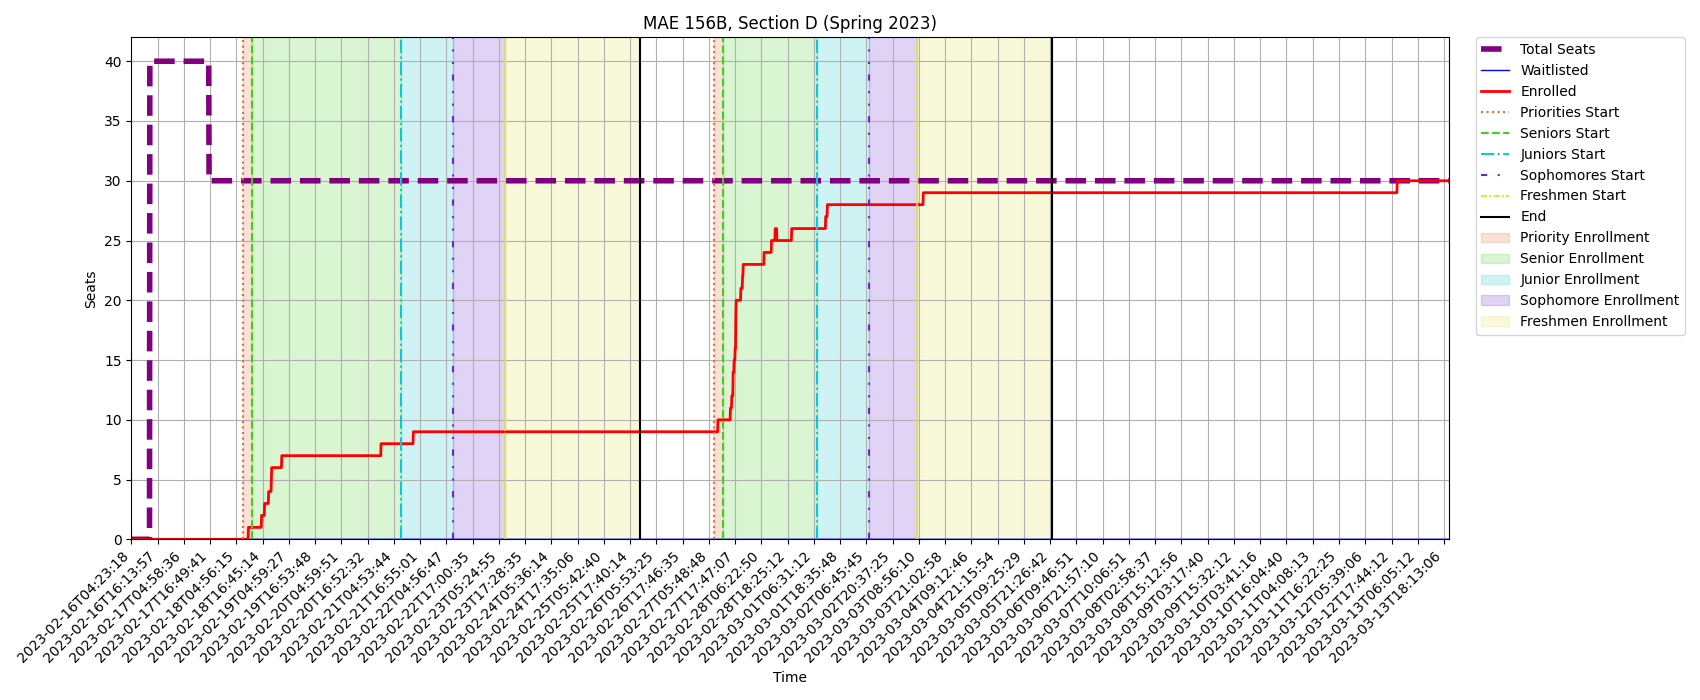 MAE 156B, Section D (Spring 2023)
Total Seats
Waitlisted
Enrolled
Priorities Start
Seniors Start
Juniors Start
Sophomores Start
Freshmen Start
End
Priority Enrollment
Senior Enrollment
Junior Enrollment
Sophomore Enrollment
Freshmen Enrollment
Seats
40
35
30
25
20
15
10
5
0
2023-02-16T04:23:18
2023-02-16T16:13:57
2023-02-17T04:58:36
2023-02-17T16:49:41
2023-02-18T04:56:15
2023-02-18T16:45:14
2023-02-19T04:59:27
2023-02-19T16:53:48
2023-02-20T04:59:51
2023-02-20T16:52:32
2023-02-21T04:53:44
2023-02-21T16:55:01
2023-02-22T04:56:47
2023-02-22T17:00:35
2023-02-23T05:24:55
2023-02-23T17:28:35
2023-02-24T05:36:14
2023-02-24T17:35:06
2023-02-25T05:42:40
2023-02-25T17:40:14
2023-02-26T05:53:25
2023-02-26T17:46:35
2023-02-27T05:48:48
2023-02-27T17:47:07
2023-02-28T06:22:50
2023-02-28T18:25:12
2023-03-01T06:31:12
2023-03-01T18:35:48
2023-03-02T06:45:45
2023-03-02T20:37:25
2023-03-03T08:56:10
2023-03-03T21:02:58
2023-03-04T09:12:46
2023-03-04T21:15:54
2023-03-05T09:25:29
2023-03-05T21:26:42
2023-03-06T09:46:51
2023-03-06T21:57:10
2023-03-07T10:06:51
2023-03-08T02:58:37
2023-03-08T15:12:56
2023-03-09T03:17:40
2023-03-09T15:32:12
2023-03-10T03:41:16
2023-03-10T16:04:40
2023-03-11T04:08:13
2023-03-11T16:22:25
2023-03-12T05:39:06
2023-03-12T17:44:12
2023-03-13T06:05:12
2023-03-13T18:13:06
Time